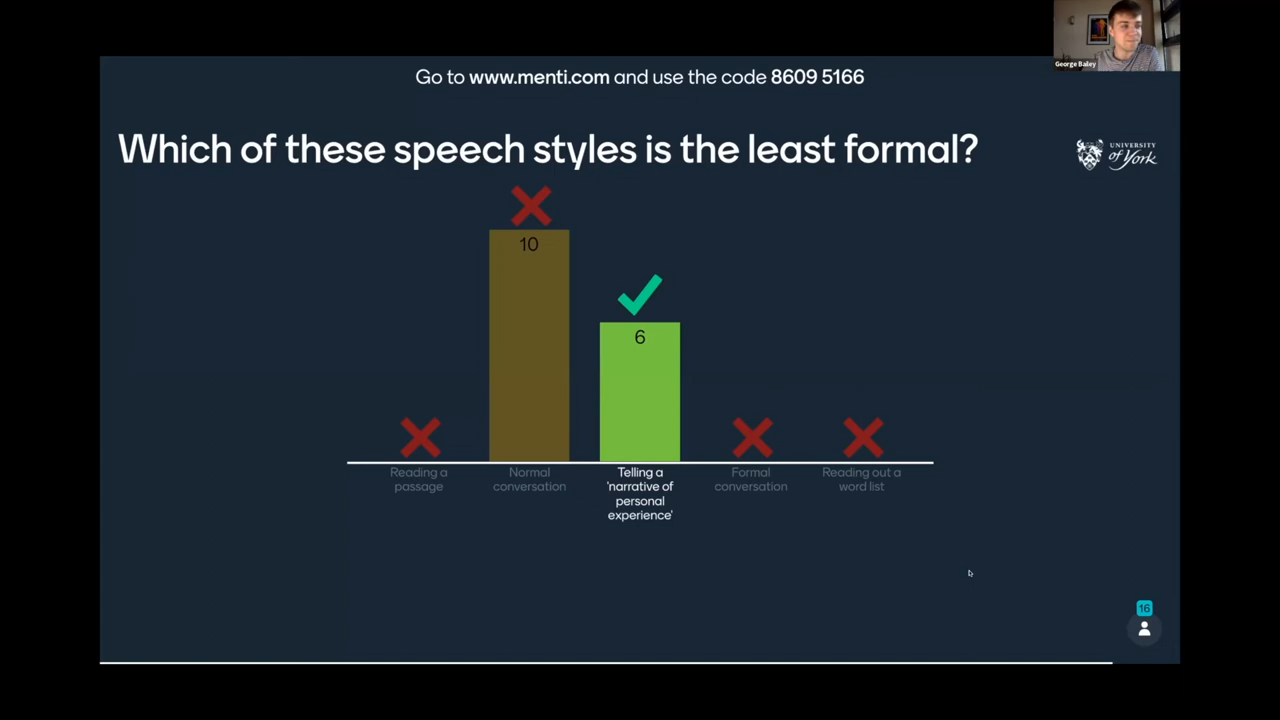 George Bailey
Go to www.menti.com and use the code 8609 5166
Which of these speech styles is the least formal?
UNIVERSITY
of York
10
6
Reading a
passage
Normal
conversation
Telling a
'narrative of
personal
experience'
Formal
conversation
Reading out a
word list
16